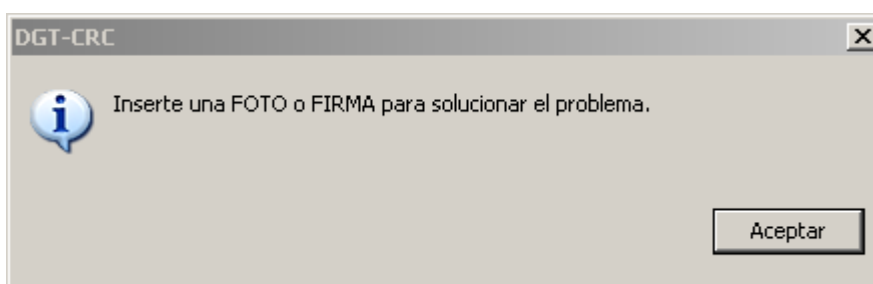 DGT-CRC
Inserte una FOTO o FIRMA para solucionar el problema.
Aceptar